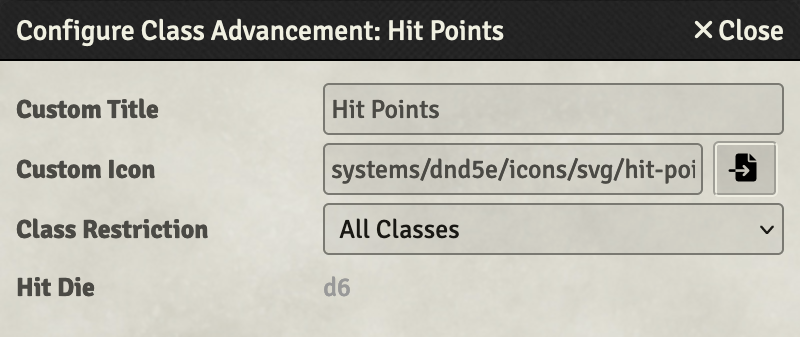 Configure Class Advancement: Hit Points × Close
Custom Title Hit Points
Custom Icon systems/dnd5e/icons/svg/hit-poi
Class Restriction All Classes
Hit Die d6